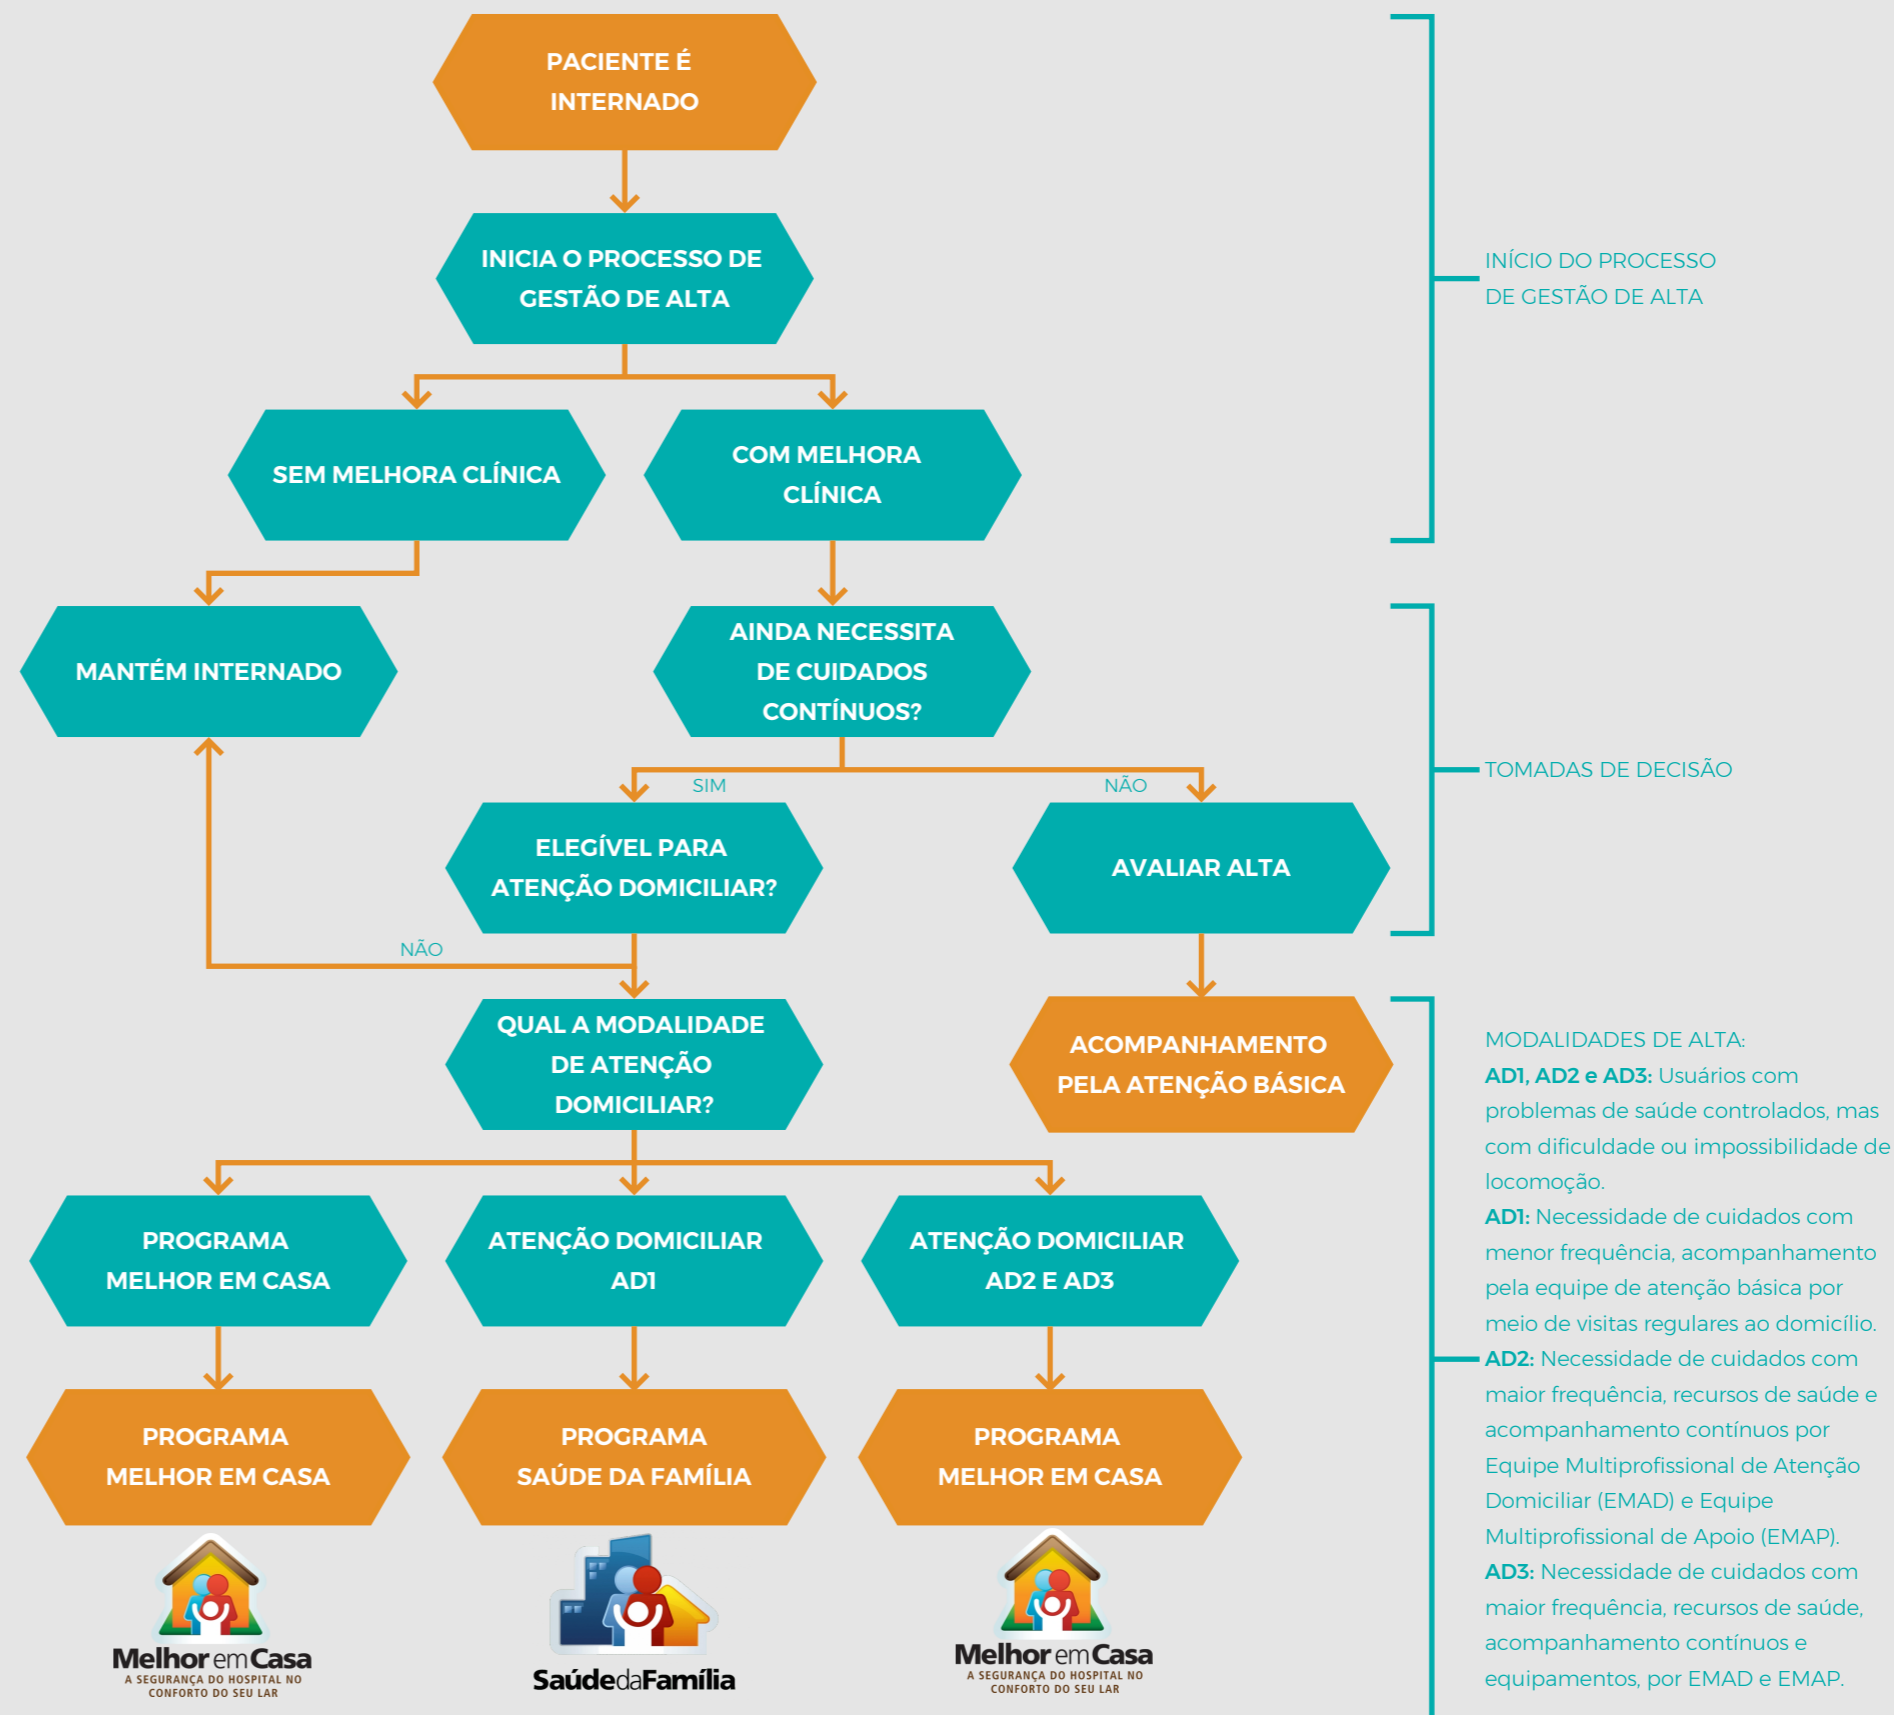 PACIENTE É
INTERNADO
INICIA O PROCESSO DE
GESTÃO DE ALTA
INÍCIO DO PROCESSO
DE GESTÃO DE ALTA
SEM MELHORA CLÍNICA
COM MELHORA
CLÍNICA
MANTÉM INTERNADO
AINDA NECESSITA
DE CUIDADOS
CONTÍNUOS?
TOMADAS DE DECISÃO
SIM
NÃO
ELEGÍVEL PARA
ATENÇÃO DOMICILIAR?
AVALIAR ALTA
NÃO
QUAL A MODALIDADE
DE ATENÇÃO
DOMICILIAR?
ACOMPANHAMENTO
PELA ATENÇÃO BÁSICA
PROGRAMA
MELHOR EM CASA
ATENÇÃO DOMICILIAR
AD1
ATENÇÃO DOMICILIAR
AD2 E AD3
PROGRAMA
MELHOR EM CASA
PROGRAMA
SAÚDE DA FAMÍLIA
PROGRAMA
MELHOR EM CASA
Melhor em Casa
A SEGURANÇA DO HOSPITAL NO
CONFORTO DO SEU LAR
SaúdedaFamília
Melhor em Casa
A SEGURANÇA DO HOSPITAL NO
CONFORTO DO SEU LAR
MODALIDADES DE ALTA:
AD1, AD2 e AD3: Usuários com
problemas de saúde controlados, mas
com dificuldade ou impossibilidade de
locomoção.
AD1: Necessidade de cuidados com
menor frequência, acompanhamento
pela equipe de atenção básica por
meio de visitas regulares ao domicílio.
AD2: Necessidade de cuidados com
maior frequência, recursos de saúde e
acompanhamento contínuos por
Equipe Multiprofissional de Atenção
Domiciliar (EMAD) e Equipe
Multiprofissional de Apoio (EMAP).
AD3: Necessidade de cuidados com
maior frequência, recursos de saúde,
acompanhamento contínuos e
equipamentos, por EMAD e EMAP.